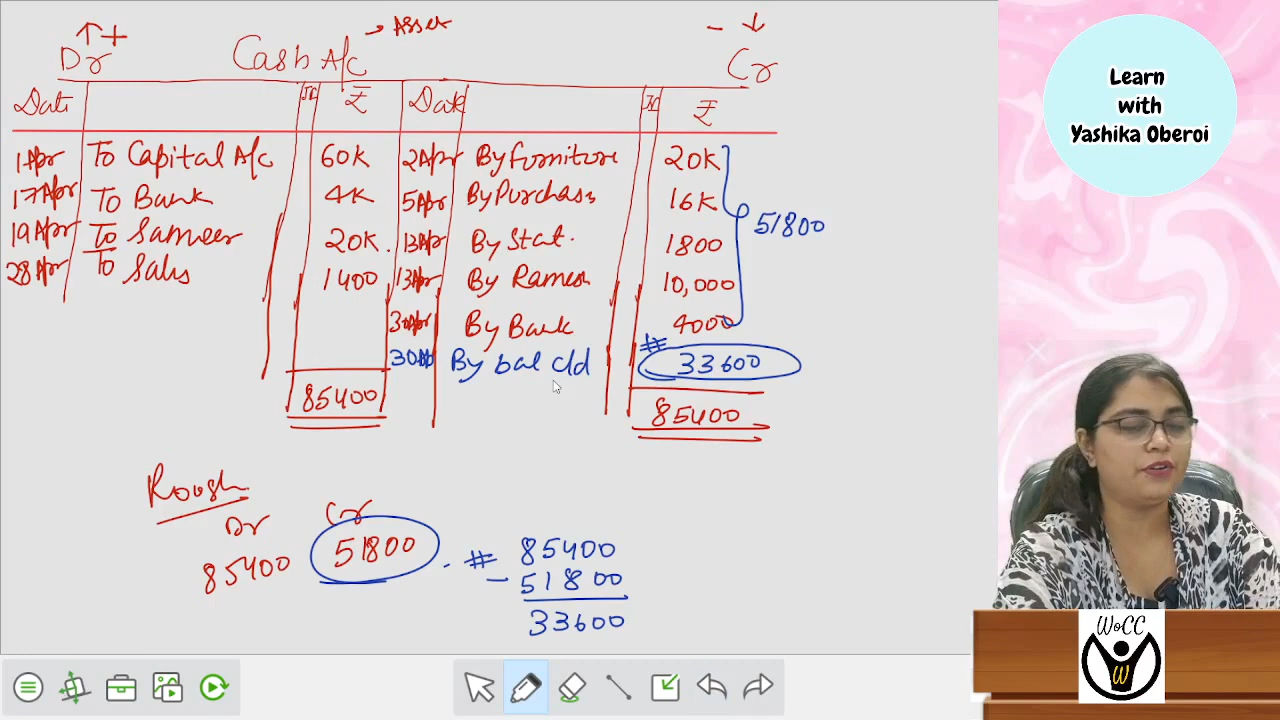 ↑+ → Asset - ↓
Dr Cash A/c Cr
Date ₹ Date ₹
1 Apr To Capital A/c 60K 2 Apr By Furniture 20K
17 Apr To Bank 4K 5 Apr By Purchases 16K
19 Apr To Sameer 20K 13 Apr By Stat. 1800
28 Apr To Sales 1400 13 Apr By Ramesh 10,000
30 Apr By Bank 4000
51800
30 By bal c/d # 33600
85400 85400
Rough
Dr Cr
85400 51800
# 85400
- 51800
33600
Learn
with
Yashika Oberoi
WoCC
W